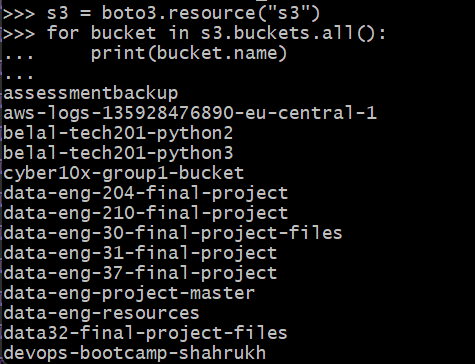 >>> s3 = boto3.resource("s3")
>>> for bucket in s3.buckets.all():
...     print(bucket.name)
...
assessmentbackup
aws-logs-135928476890-eu-central-1
belal-tech201-python2
belal-tech201-python3
cyber10x-group1-bucket
data-eng-204-final-project
data-eng-210-final-project
data-eng-30-final-project-files
data-eng-31-final-project
data-eng-37-final-project
data-eng-project-master
data-eng-resources
data32-final-project-files
devops-bootcamp-shahrukh